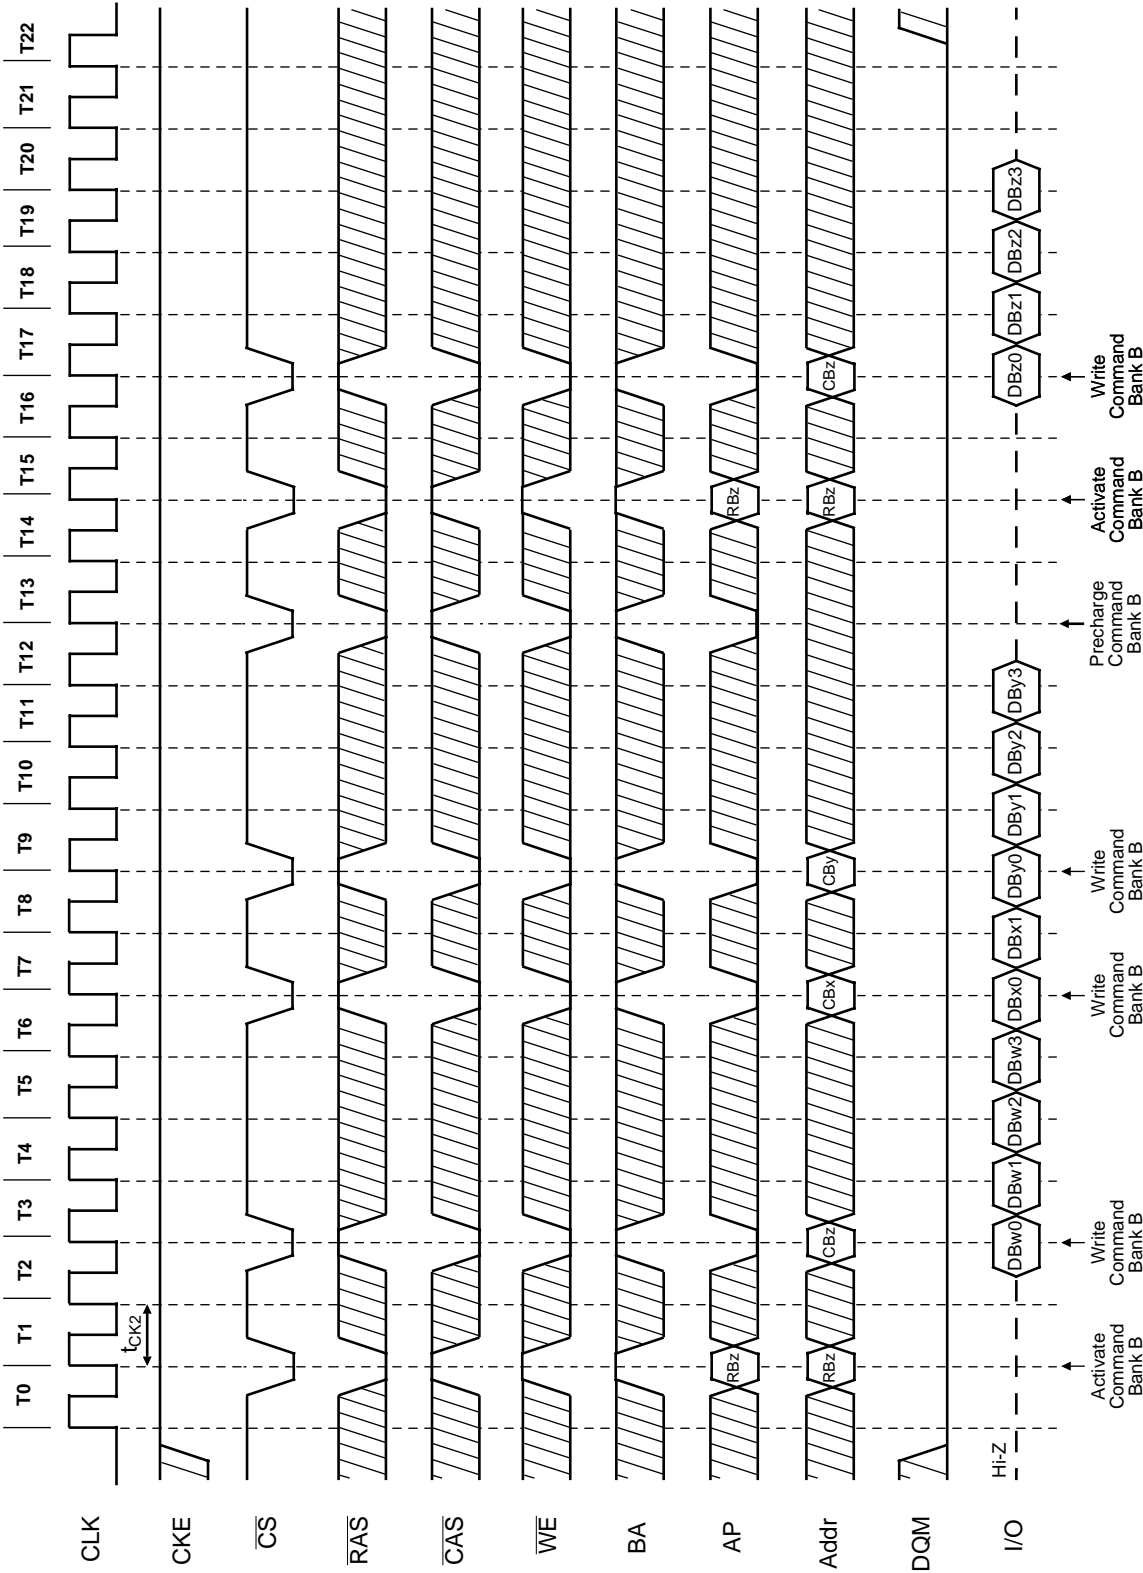 T0 T1 T2 T3 T4 T5 T6 T7 T8 T9 T10 T11 T12 T13 T14 T15 T16 T17 T18 T19 T20 T21 T22
CLK
tCK2
CKE
CS
RAS
CAS
WE
BA
AP
RBz RBz
Addr
RBz CBz CBx CBy RBz CBz
DQM
Hi-Z
I/O
DBw0 DBw1 DBw2 DBw3 DBx0 DBx1 DBy0 DBy1 DBy2 DBy3 DBz0 DBz1 DBz2 DBz3
Activate
Command
Bank B
Write
Command
Bank B
Write
Command
Bank B
Write
Command
Bank B
Precharge
Command
Bank B
Activate
Command
Bank B
Write
Command
Bank B